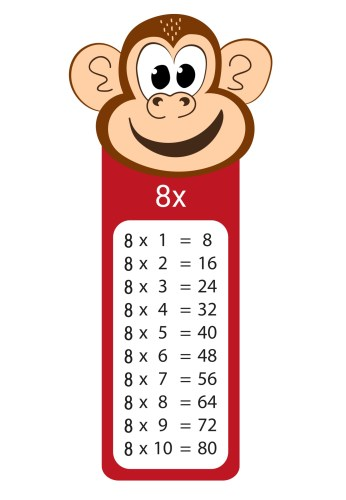 8x
8 x 1 = 8
8 x 2 = 16
8 x 3 = 24
8 x 4 = 32
8 x 5 = 40
8 x 6 = 48
8 x 7 = 56
8 x 8 = 64
8 x 9 = 72
8 x 10 = 80